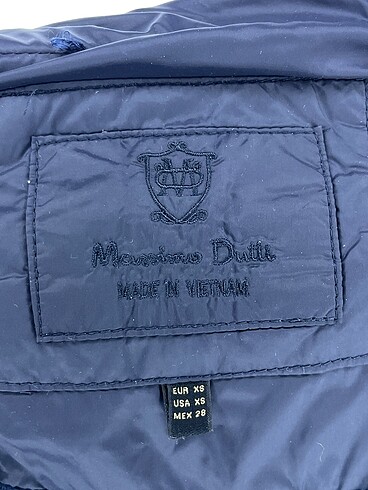 Massimo Dutti
MADE IN VIETNAM
EUR XS
USA XS
MEX 28